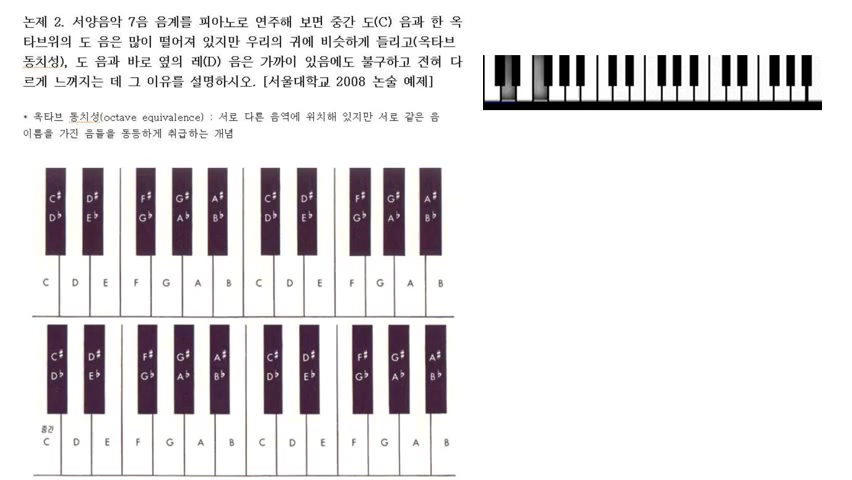 논제 2. 서양음악 7음 음계를 피아노로 연주해 보면 중간 도(C) 음과 한 옥
타브위의 도 음은 많이 떨어져 있지만 우리의 귀에 비슷하게 들리고(옥타브
동치성), 도 음과 바로 옆의 레(D) 음은 가까이 있음에도 불구하고 전혀 다
르게 느껴지는 데 그 이유를 설명하시오. [서울대학교 2008 논술 예제]
* 옥타브 동치성(octave equivalence) : 서로 다른 음역에 위치해 있지만 서로 같은 음
이름을 가진 음들을 동등하게 취급하는 개념
C♯ D♯ F♯ G♯ A♯ C♯ D♯ F♯ G♯ A♯
D♭ E♭ G♭ A♭ B♭ D♭ E♭ G♭ A♭ B♭
C D E F G A B C D E F G A B
C♯ D♯ F♯ G♯ A♯ C♯ D♯ F♯ G♯ A♯
D♭ E♭ G♭ A♭ B♭ D♭ E♭ G♭ A♭ B♭
중간
C D E F G A B C D E F G A B